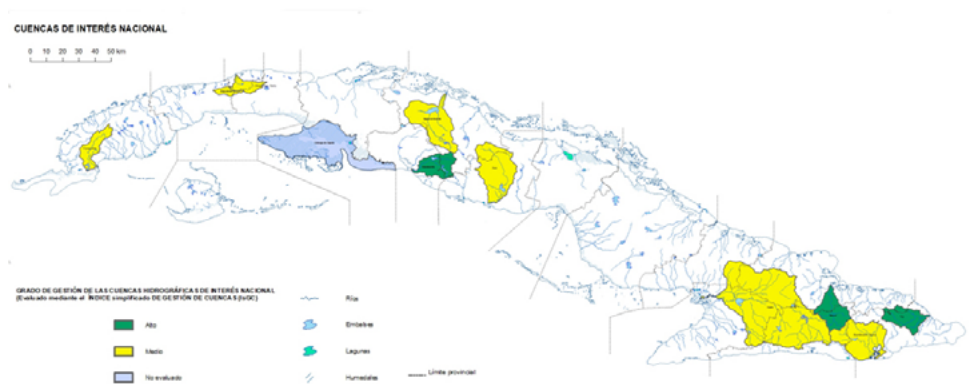 CUENCAS DE INTERÉS NACIONAL
0 10 20 30 40 50 km
GRADO DE GESTIÓN DE LAS CUENCAS HIDROGRÁFICAS DE INTERÉS NACIONAL
(Evaluado mediante el ÍNDICE simplificado DE GESTIÓN DE CUENCAS (IsGC)
Alto
Medio
No evaluado
Ríos
Embalses
Lagunas
Humedales
Límite provincial